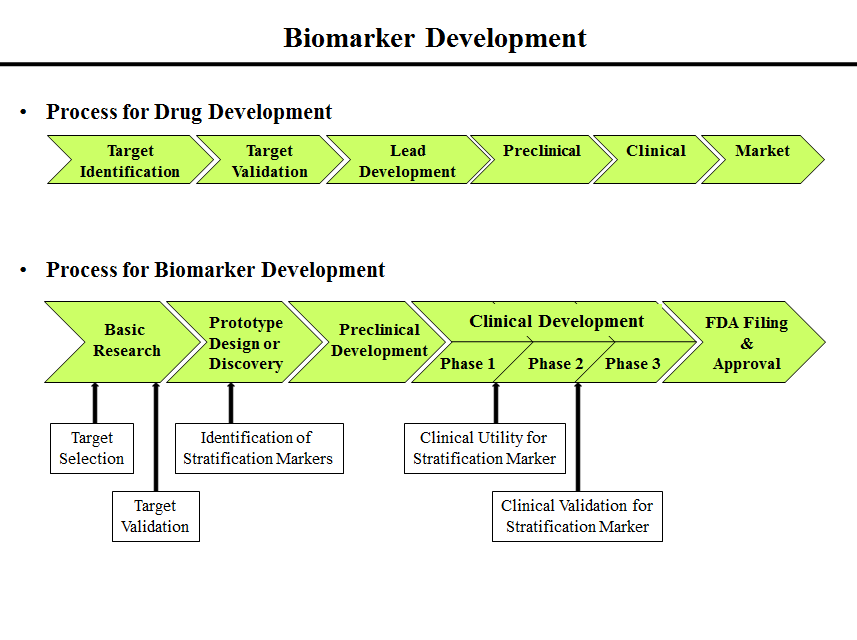 Biomarker Development
• Process for Drug Development
Target
Identification
Target
Validation
Lead
Development
Preclinical
Clinical
Market
• Process for Biomarker Development
Basic
Research
Prototype
Design or
Discovery
Preclinical
Development
Clinical Development
Phase 1
Phase 2
Phase 3
FDA Filing
&
Approval
Target
Selection
Identification of
Stratification Markers
Clinical Utility for
Stratification Marker
Target
Validation
Clinical Validation for
Stratification Marker